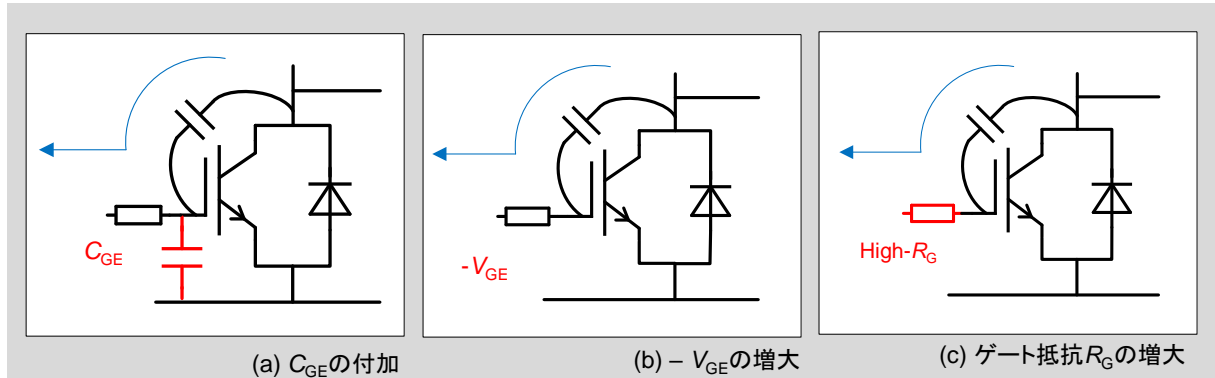 CGE
(a) CGEの付加
-VGE
(b) – VGEの増大
High-RG
(c) ゲート抵抗RGの増大